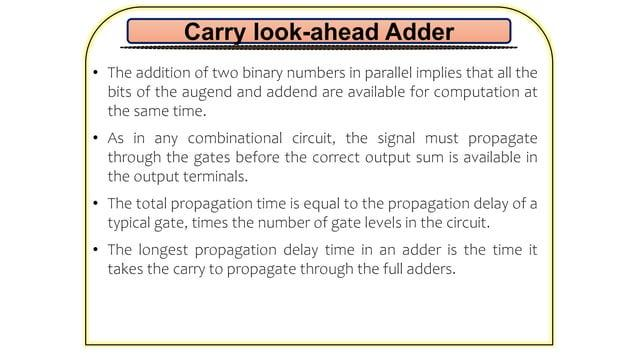 Carry look-ahead Adder
• The addition of two binary numbers in parallel implies that all the
bits of the augend and addend are available for computation at
the same time.
• As in any combinational circuit, the signal must propagate
through the gates before the correct output sum is available in
the output terminals.
• The total propagation time is equal to the propagation delay of a
typical gate, times the number of gate levels in the circuit.
• The longest propagation delay time in an adder is the time it
takes the carry to propagate through the full adders.